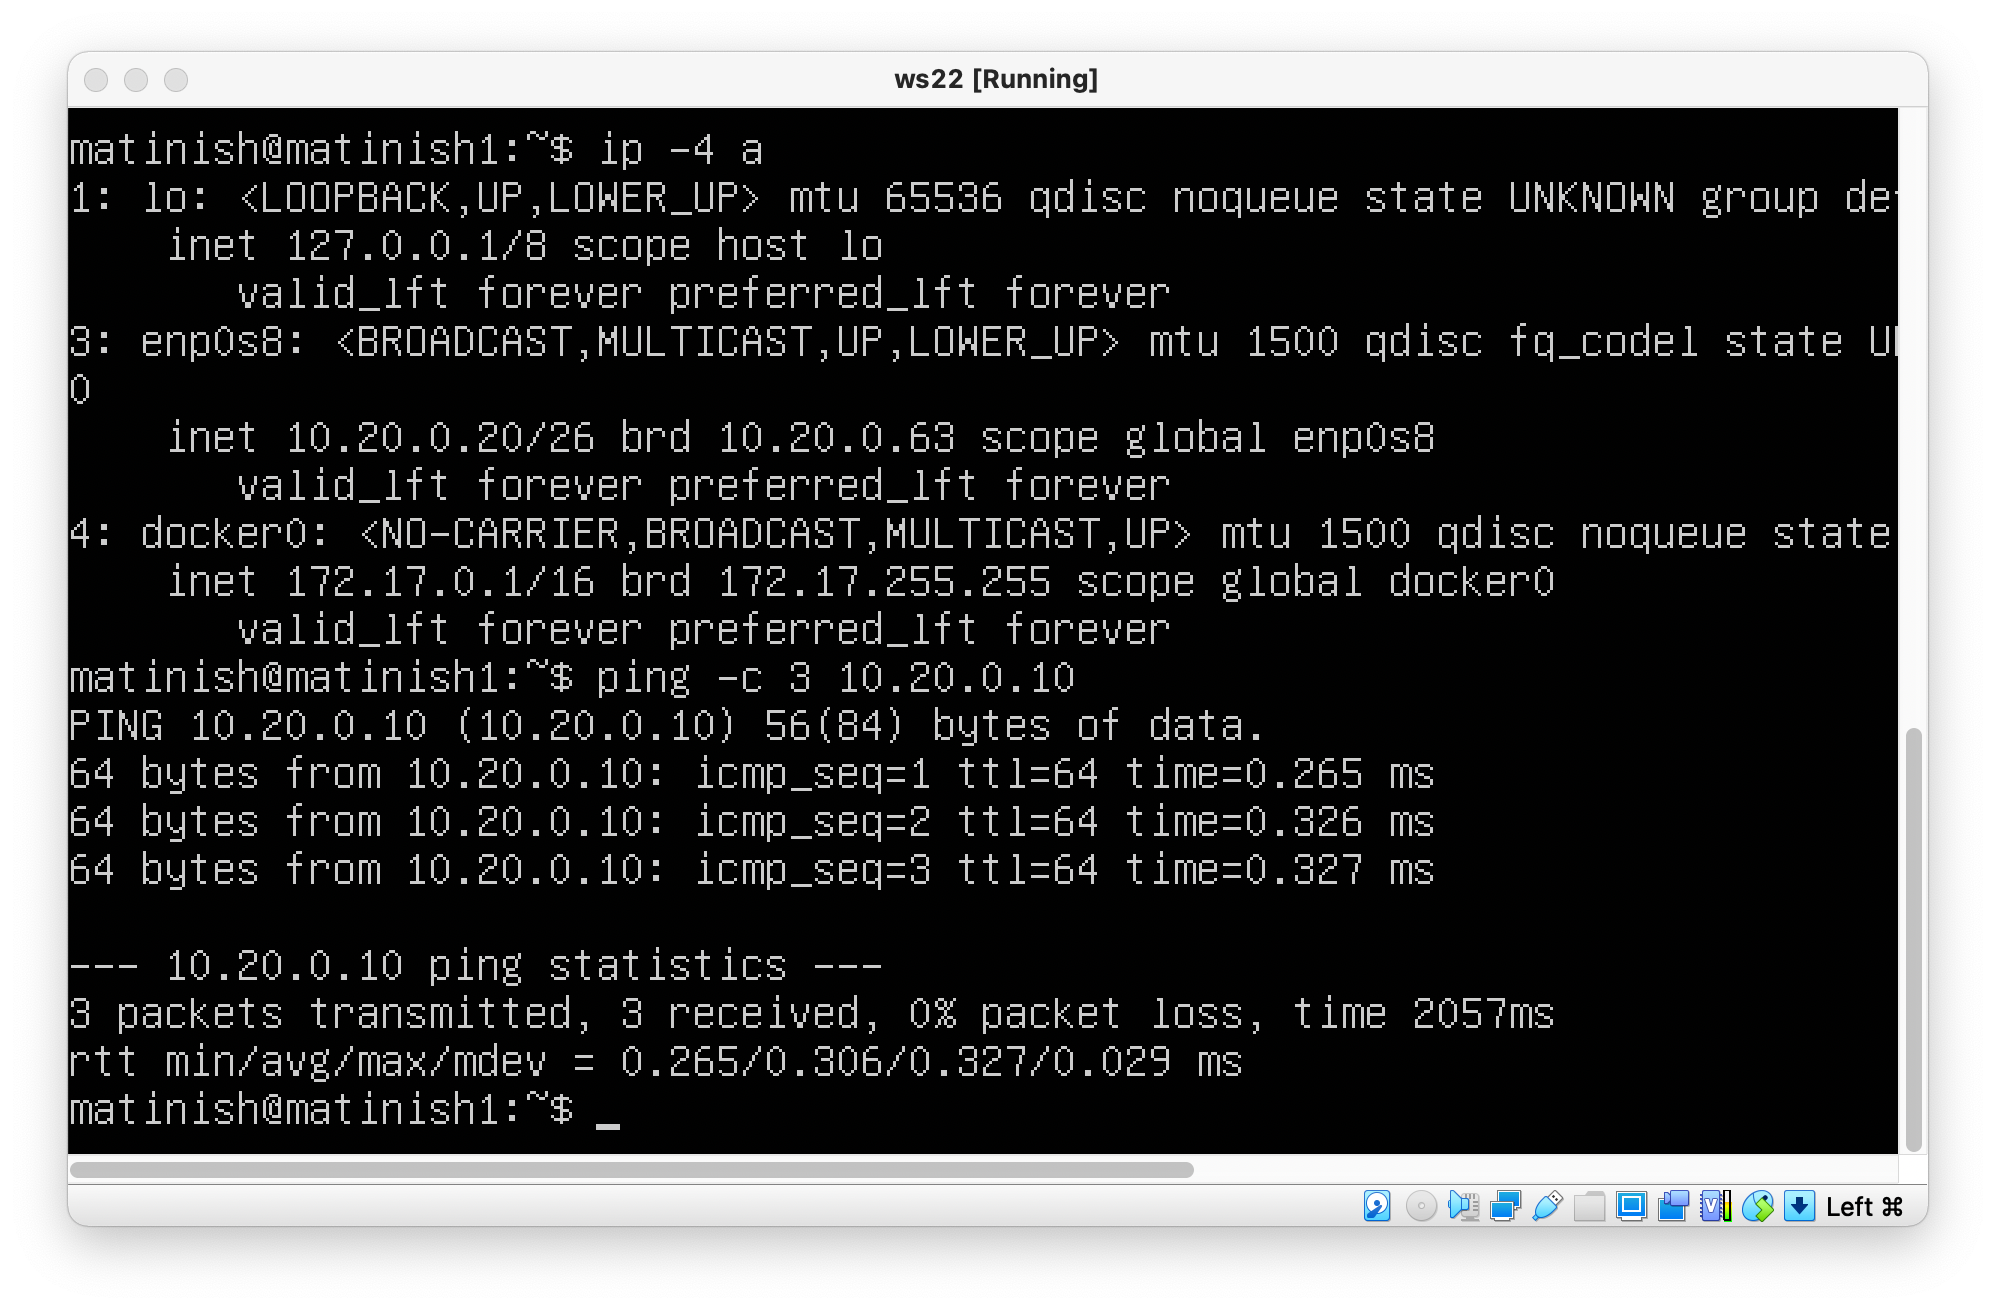 ws22 [Running]
matinish@matinish1:~$ ip -4 a
1: lo: <LOOPBACK,UP,LOWER_UP> mtu 65536 qdisc noqueue state UNKNOWN group
inet 127.0.0.1/8 scope host lo
valid_lft forever preferred_lft forever
3: enp0s8: <BROADCAST,MULTICAST,UP,LOWER_UP> mtu 1500 qdisc fq_codel state
0
inet 10.20.0.20/26 brd 10.20.0.63 scope global enp0s8
valid_lft forever preferred_lft forever
4: docker0: <NO-CARRIER,BROADCAST,MULTICAST,UP> mtu 1500 qdisc noqueue state
inet 172.17.0.1/16 brd 172.17.255.255 scope global docker0
valid_lft forever preferred_lft forever
matinish@matinish1:~$ ping -c 3 10.20.0.10
PING 10.20.0.10 (10.20.0.10) 56(84) bytes of data.
64 bytes from 10.20.0.10: icmp_seq=1 ttl=64 time=0.265 ms
64 bytes from 10.20.0.10: icmp_seq=2 ttl=64 time=0.326 ms
64 bytes from 10.20.0.10: icmp_seq=3 ttl=64 time=0.327 ms
--- 10.20.0.10 ping statistics ---
3 packets transmitted, 3 received, 0% packet loss, time 2057ms
rtt min/avg/max/mdev = 0.265/0.306/0.327/0.029 ms
matinish@matinish1:~$ _
Left ⌘